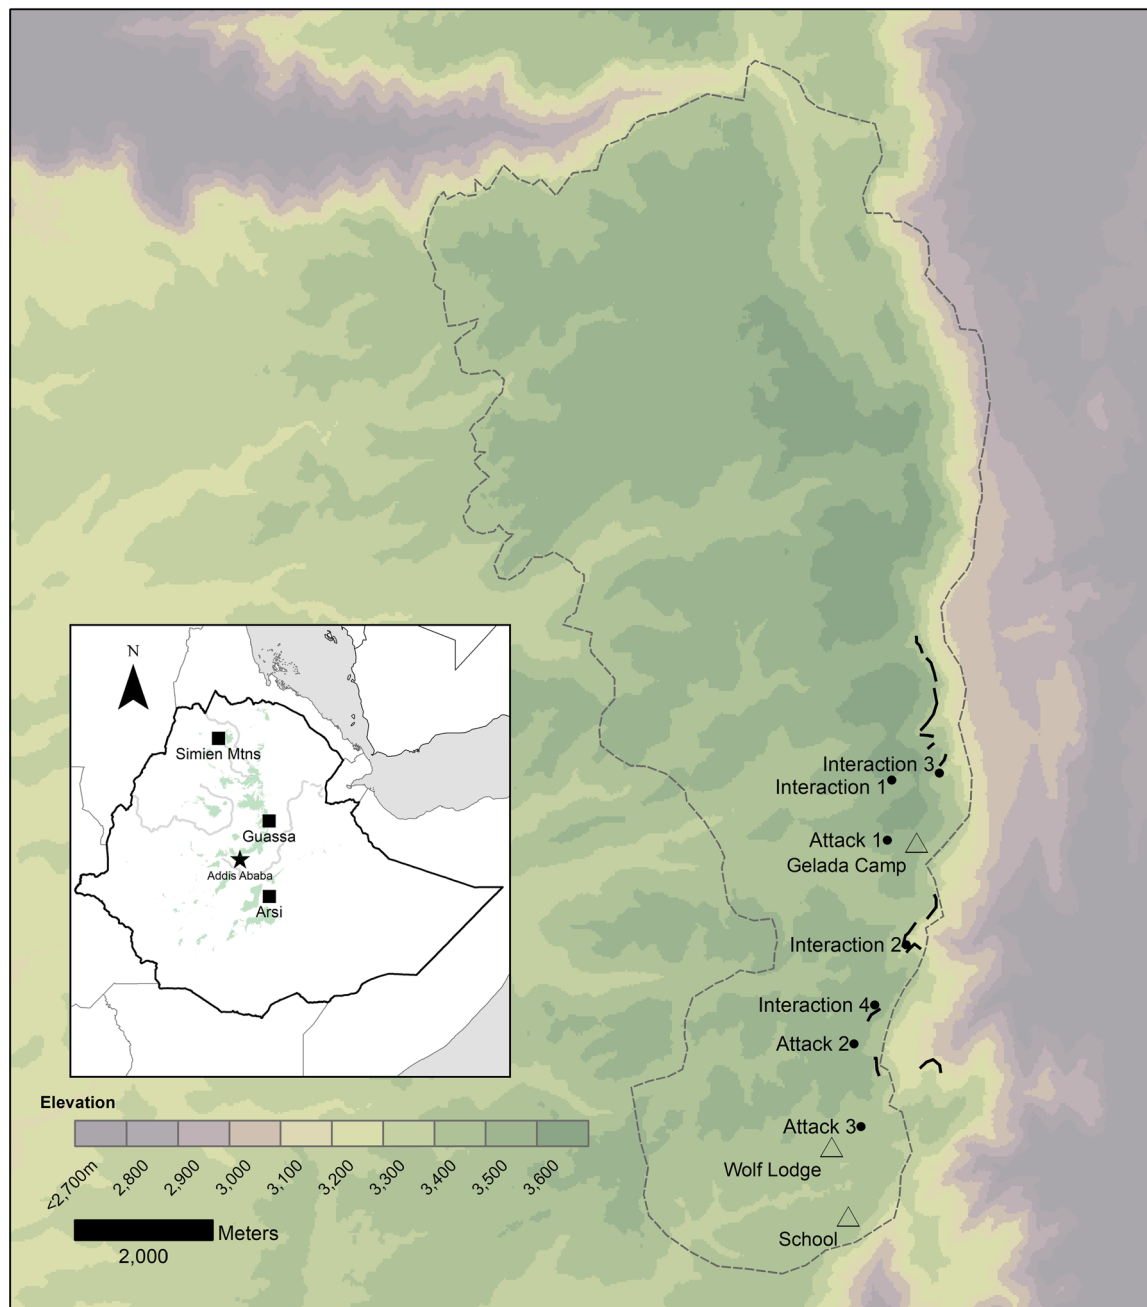 N
Simien Mtns
Guassa
Addis Ababa
Arsi
Interaction 3
Interaction 1
Attack 1
Gelada Camp
Interaction 2
Interaction 4
Attack 2
Attack 3
Wolf Lodge
School
Elevation
<2,700m
2,800
2,900
3,000
3,100
3,200
3,300
3,400
3,500
3,600
Meters
2,000